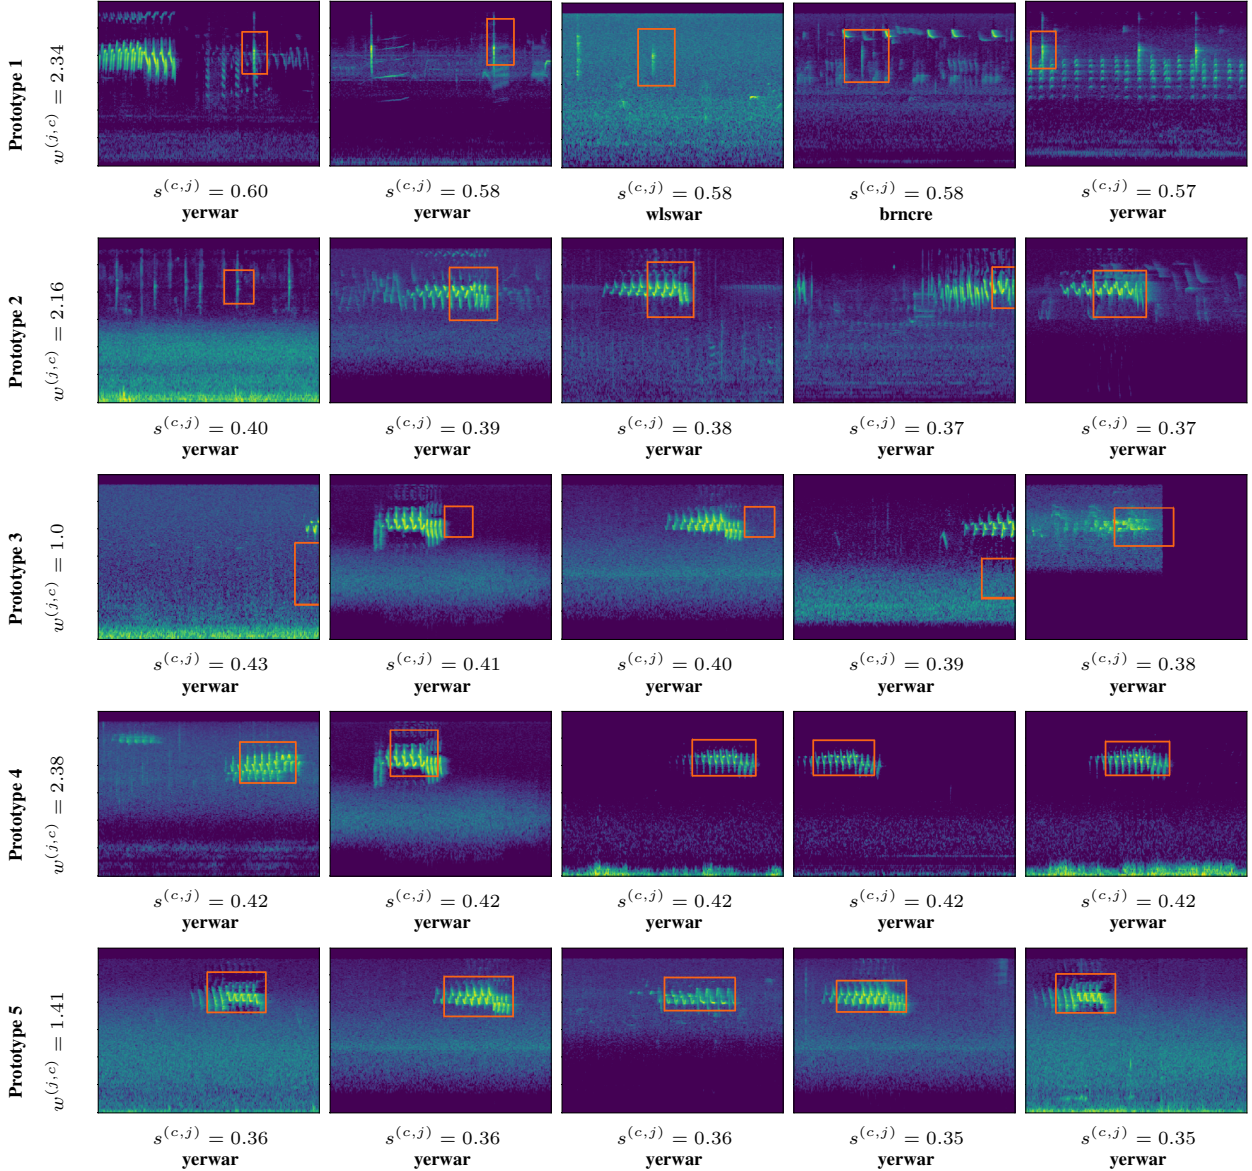 Prototype 1
w^{(j,c)} = 2.34
s^{(c,j)} = 0.60 s^{(c,j)} = 0.58 s^{(c,j)} = 0.58 s^{(c,j)} = 0.58 s^{(c,j)} = 0.57
yerwar yerwar wlswar brncre yerwar
Prototype 2
w^{(j,c)} = 2.16
s^{(c,j)} = 0.40 s^{(c,j)} = 0.39 s^{(c,j)} = 0.38 s^{(c,j)} = 0.37 s^{(c,j)} = 0.37
yerwar yerwar yerwar yerwar yerwar
Prototype 3
w^{(j,c)} = 1.0
s^{(c,j)} = 0.43 s^{(c,j)} = 0.41 s^{(c,j)} = 0.40 s^{(c,j)} = 0.39 s^{(c,j)} = 0.38
yerwar yerwar yerwar yerwar yerwar
Prototype 4
w^{(j,c)} = 2.38
s^{(c,j)} = 0.42 s^{(c,j)} = 0.42 s^{(c,j)} = 0.42 s^{(c,j)} = 0.42 s^{(c,j)} = 0.42
yerwar yerwar yerwar yerwar yerwar
Prototype 5
w^{(j,c)} = 1.41
s^{(c,j)} = 0.36 s^{(c,j)} = 0.36 s^{(c,j)} = 0.36 s^{(c,j)} = 0.35 s^{(c,j)} = 0.35
yerwar yerwar yerwar yerwar yerwar